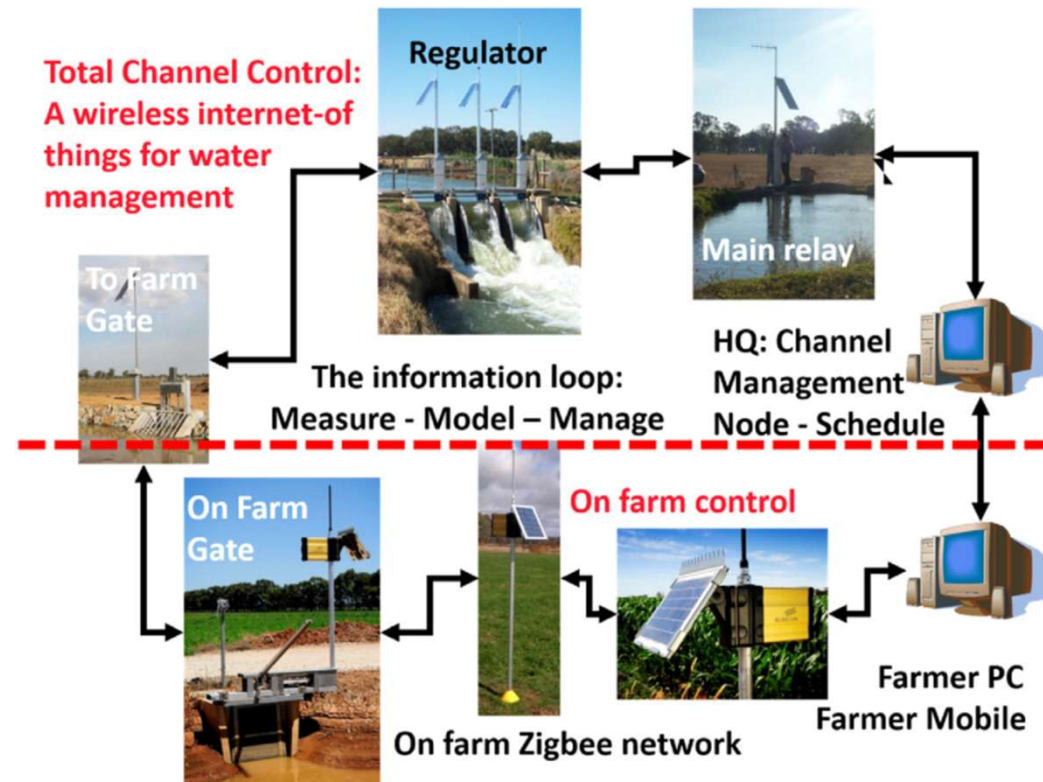 Total Channel Control:
A wireless internet-of
things for water
management
Regulator
Main relay
To Farm
Gate
The information loop:
Measure - Model – Manage
HQ: Channel
Management
Node - Schedule
On Farm
Gate
On farm control
On farm Zigbee network
Farmer PC
Farmer Mobile